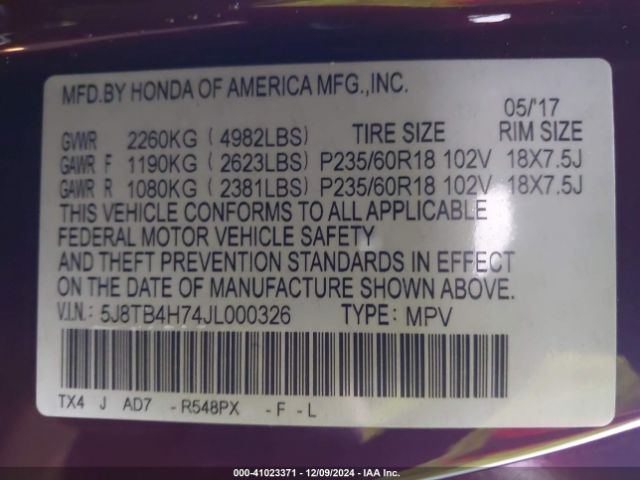 MFD.BY HONDA OF AMERICA MFG.,INC.
05/'17
GVWR 2260KG ( 4982LBS) TIRE SIZE RIM SIZE
GAWR F 1190KG ( 2623LBS) P235/60R18 102V 18X7.5J
GAWR R 1080KG ( 2381LBS) P235/60R18 102V 18X7.5J
THIS VEHICLE CONFORMS TO ALL APPLICABLE
FEDERAL MOTOR VEHICLE SAFETY
AND THEFT PREVENTION STANDARDS IN EFFECT
ON THE DATE OF MANUFACTURE SHOWN ABOVE.
V.I.N.: 5J8TB4H74JL000326 TYPE: MPV
TX4 J AD7 -R548PX -F-L
000-41023371 - 12/09/2024 - IAAI.COM